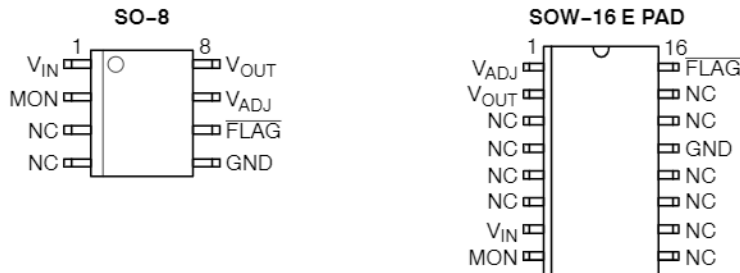 SO-8 SOW-16 E PAD
1 8 1 16
VIN VOUT VADJ FLAG
MON VADJ VOUT NC
NC FLAG NC NC
NC GND NC GND
NC NC
NC NC
VIN NC
MON NC